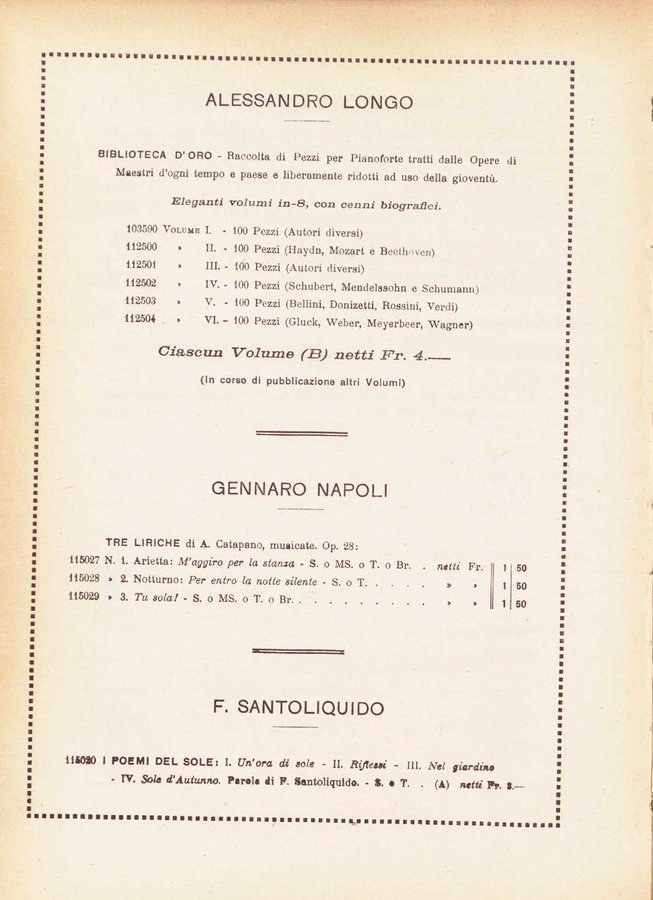 ALESSANDRO LONGO
BIBLIOTECA D'ORO - Raccolta di Pezzi per Pianoforte tratti dalle Opere di
Maestri d'ogni tempo e paese e liberamente ridotti ad uso della gioventù.
Eleganti volumi in-8, con cenni biografici.
103590 VOLUME I. - 100 Pezzi (Autori diversi)
112500 » II. - 100 Pezzi (Haydn, Mozart e Beethoven)
112501 » III. - 100 Pezzi (Autori diversi)
112502 » IV. - 100 Pezzi (Schubert, Mendelssohn e Schumann)
112503 » V. - 100 Pezzi (Bellini, Donizetti, Rossini, Verdi)
112504 » VI. - 100 Pezzi (Gluck, Weber, Meyerbeer, Wagner)
Ciascun Volume (B) netti Fr. 4.—
(In corso di pubblicazione altri Volumi)
GENNARO NAPOLI
TRE LIRICHE di A. Catapano, musicate. Op. 28:
115027 N. 1. Arietta: M'aggiro per la stanza - S. o MS. o T. o Br. . netti Fr. 1 50
115028 » 2. Notturno: Per entro la notte silente - S. o T. . . . . » » 1 50
115029 » 3. Tu sola! - S. o MS. o T. o Br. . . . . . . . . » » 1 50
F. SANTOLIQUIDO
115020 I POEMI DEL SOLE: I. Un'ora di sole - II. Riflessi - III. Nel giardino
- IV. Sole d'Autunno. Parole di F. Santoliquido. - S. o T. . (A) netti Fr. 3.—